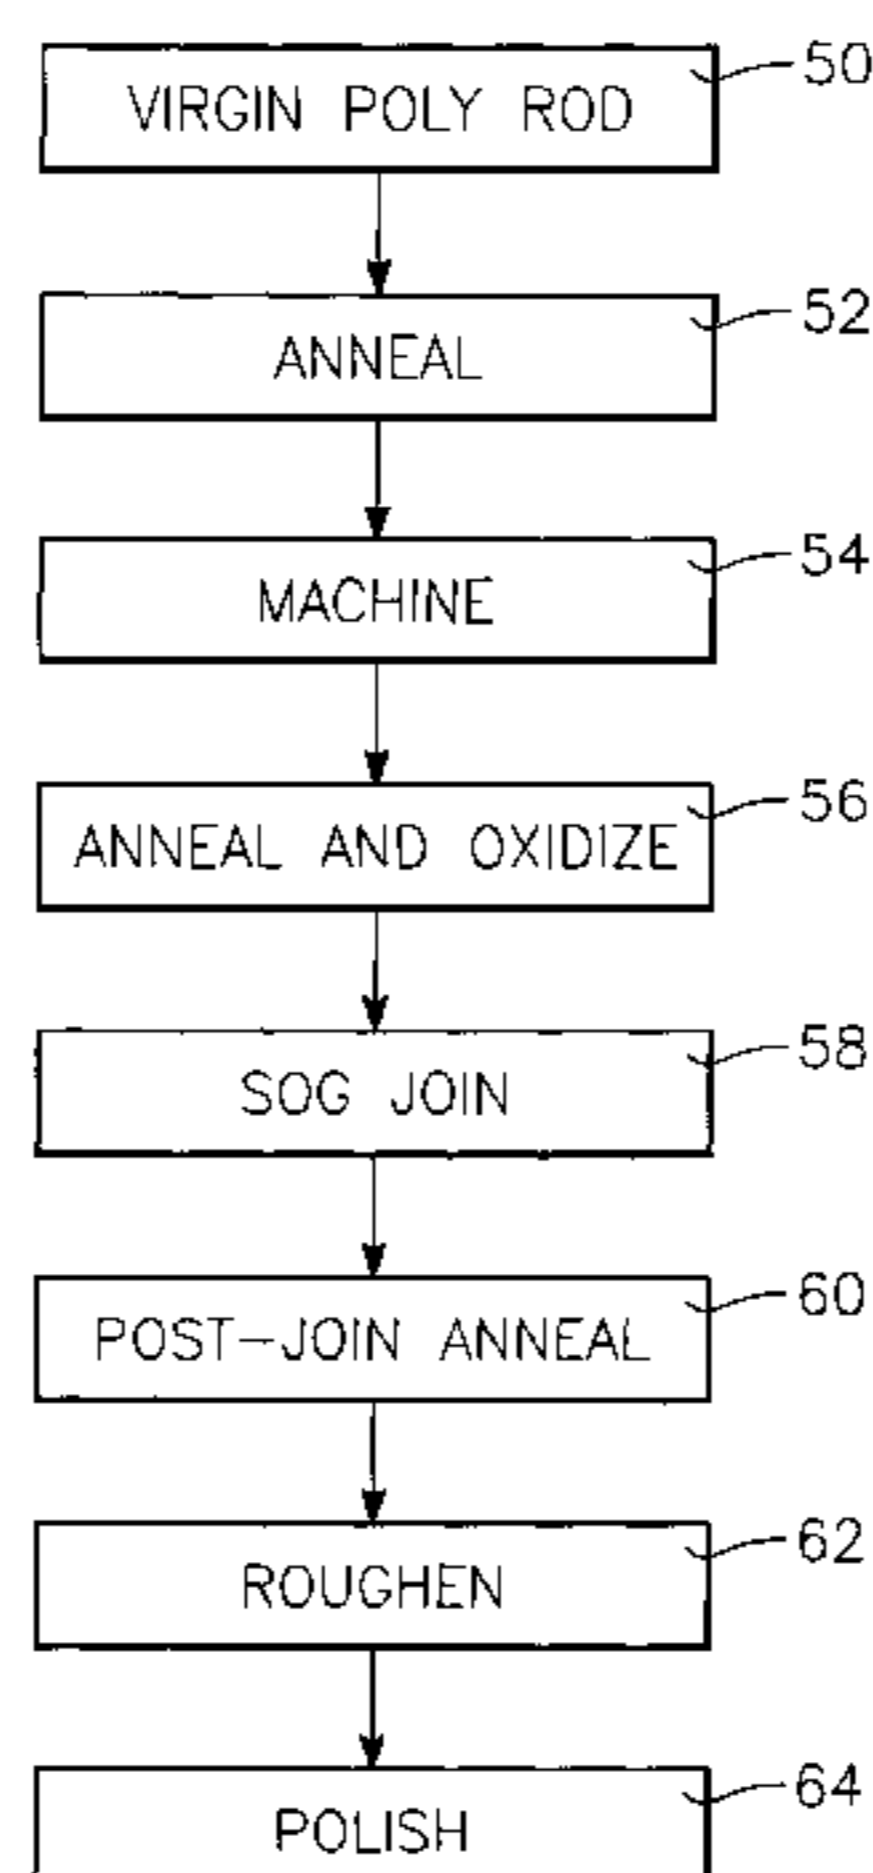 VIRGIN POLY ROD 50
ANNEAL 52
MACHINE 54
ANNEAL AND OXIDIZE 56
SOG JOIN 58
POST-JOIN ANNEAL 60
ROUGHEN 62
POLISH 64